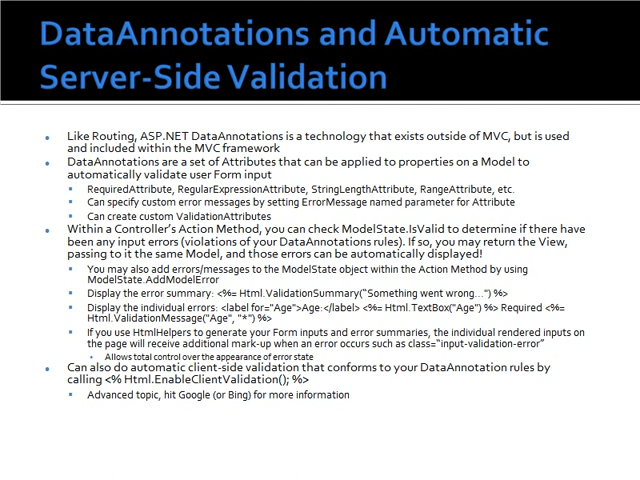 DataAnnotations and Automatic
Server-Side Validation
Like Routing, ASP.NET DataAnnotations is a technology that exists outside of MVC, but is used
and included within the MVC framework
DataAnnotations are a set of Attributes that can be applied to properties on a Model to
automatically validate user Form input
RequiredAttribute, RegularExpressionAttribute, StringLengthAttribute, RangeAttribute, etc.
Can specify custom error messages by setting ErrorMessage named parameter for Attribute
Can create custom ValidationAttributes
Within a Controller's Action Method, you can check ModelState.IsValid to determine if there have
been any input errors (violations of your DataAnnotations rules). If so, you may return the View,
passing to it the same Model, and those errors can be automatically displayed!
You may also add errors/messages to the ModelState object within the Action Method by using
ModelState.AddModelError
Display the error summary: <%= Html.ValidationSummary("Something went wrong...") %>
Display the individual errors: <label for="Age">Age:</label> <%= Html.TextBox("Age") %> Required <%=
Html.ValidationMessage("Age", "*") %>
If you use HtmlHelpers to generate your Form inputs and error summaries, the individual rendered inputs on
the page will receive additional mark-up when an error occurs such as class="input-validation-error"
Allows total control over the appearance of error state
Can also do automatic client-side validation that conforms to your DataAnnotation rules by
calling <% Html.EnableClientValidation(); %>
Advanced topic, hit Google (or Bing) for more information